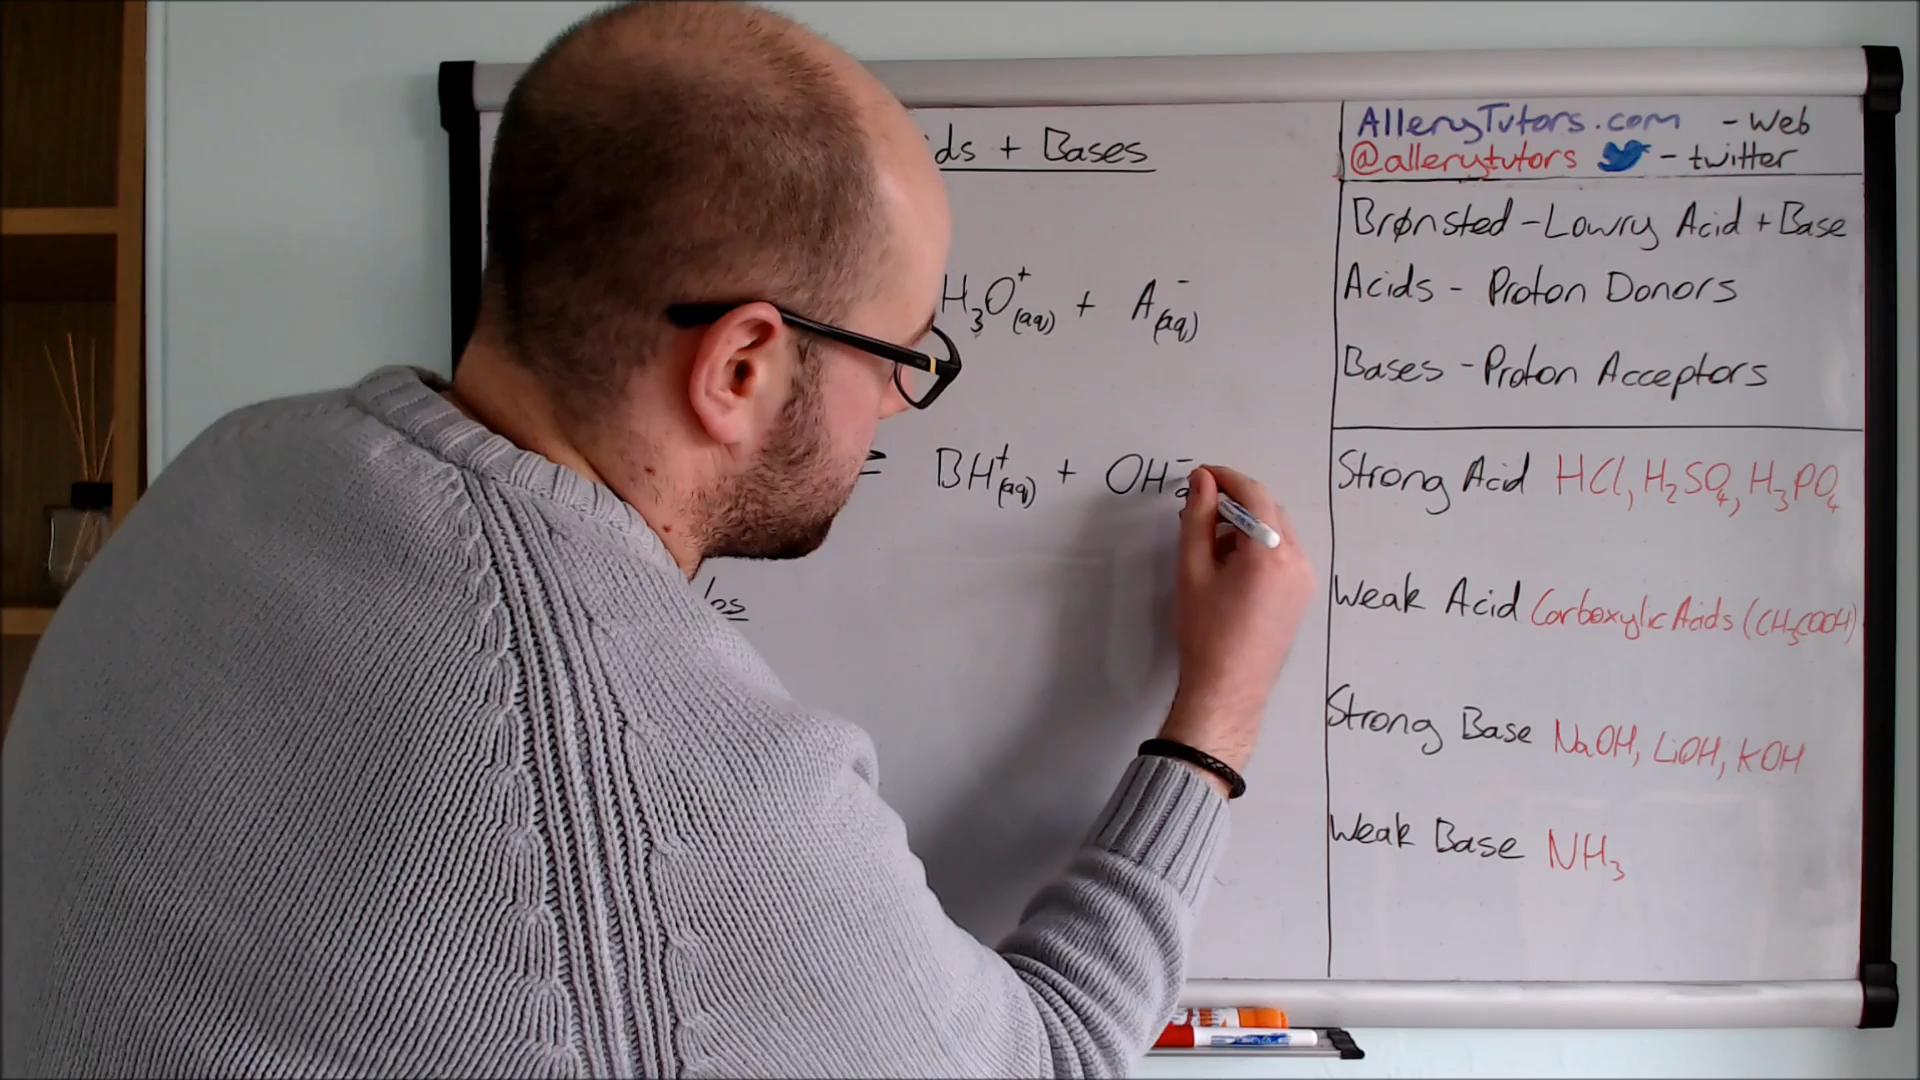 AlleryTutors.com - Web
@allerytutors - twitter
ds + Bases
Brønsted-Lowry Acid + Base
Acids - Proton Donors
H₃O⁺(aq) + A⁻(aq)
Bases - Proton Acceptors
⇌ BH⁺(aq) + OH⁻
Strong Acid HCl, H₂SO₄, H₃PO₄
Weak Acid Carboxylic Acids (CH₃COOH)
Strong Base NaOH, LiOH, KOH
Weak Base NH₃